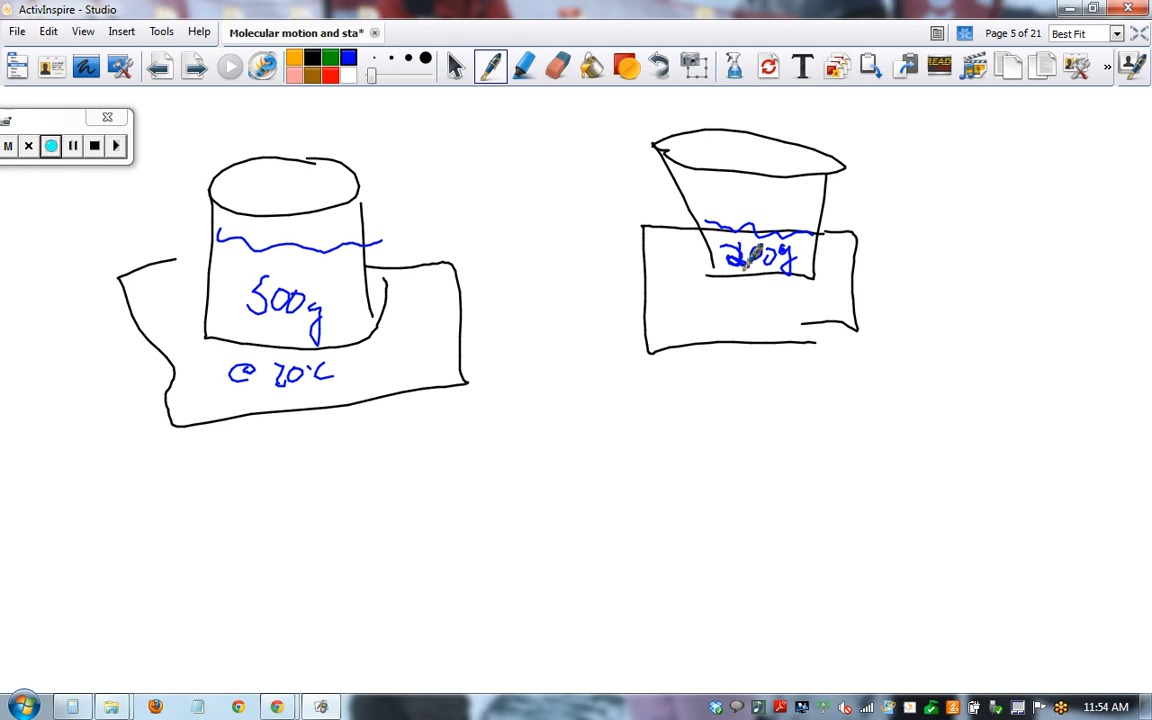 ActivInspire - Studio
File Edit View Insert Tools Help
Molecular motion and sta*
Page 5 of 21
Best Fit
M
T
READ
»
500g
@ 20°C
11:54 AM